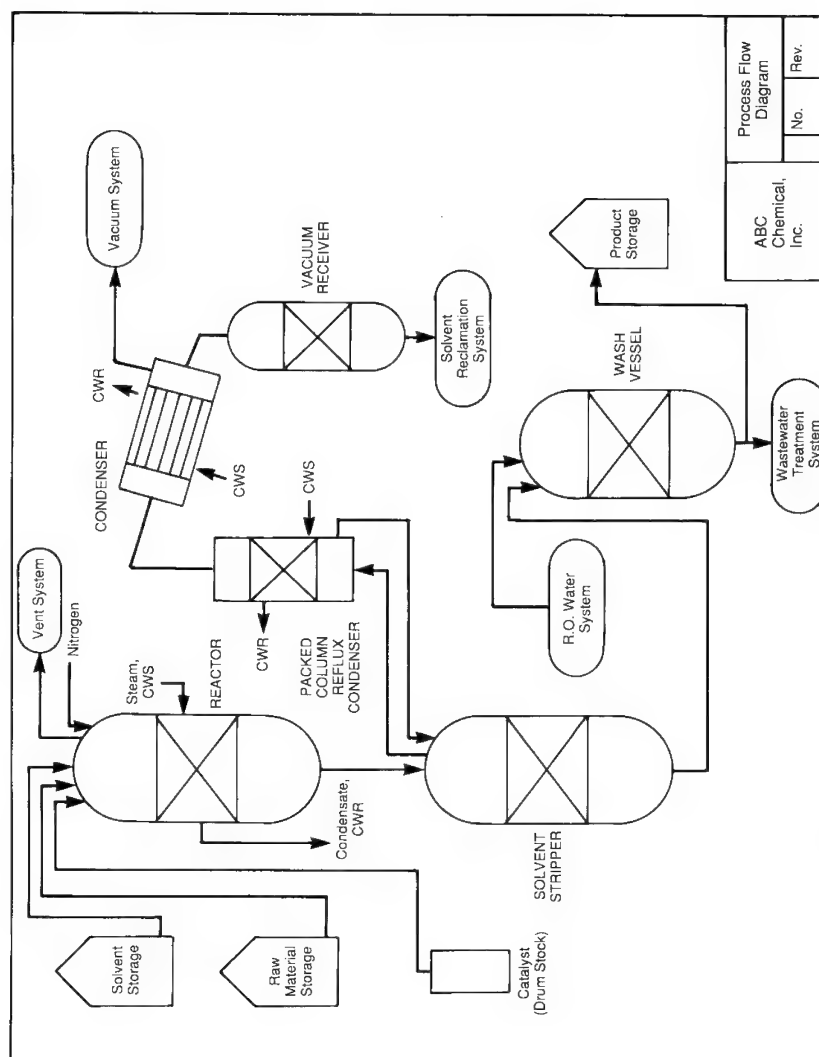 Solvent
Storage
Raw
Material
Storage
Catalyst
(Drum Stock)
Vent System
Nitrogen
Steam,
CWS
REACTOR
Condensate,
CWR
SOLVENT
STRIPPER
PACKED
COLUMN
REFLUX
CONDENSER
CWR
CWS
CONDENSER
CWR
CWS
Vacuum System
VACUUM
RECEIVER
Solvent
Reclamation
System
R.O. Water
System
WASH
VESSEL
Product
Storage
Wastewater
Treatment
System
ABC
Chemical,
Inc.
Process Flow
Diagram
No.
Rev.